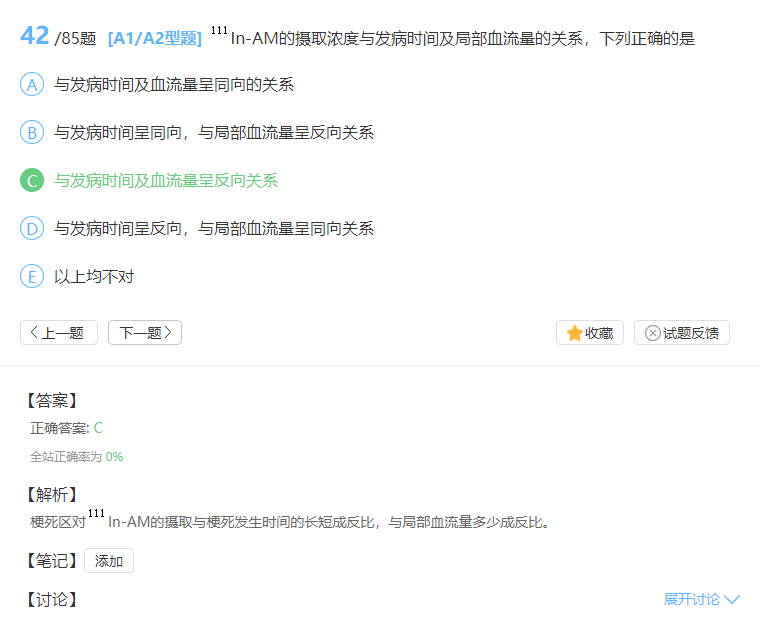 42 /85题 [A1/A2型题] ¹¹¹In-AM的摄取浓度与发病时间及局部血流量的关系，下列正确的是
A 与发病时间及血流量呈同向的关系
B 与发病时间呈同向，与局部血流量呈反向关系
C 与发病时间及血流量呈反向关系
D 与发病时间呈反向，与局部血流量呈同向关系
E 以上均不对
上一题 下一题 收藏 试题反馈
【答案】
正确答案: C
全站正确率为 0%
【解析】
梗死区对¹¹¹In-AM的摄取与梗死发生时间的长短成反比，与局部血流量多少成反比。
【笔记】 添加
【讨论】 展开讨论